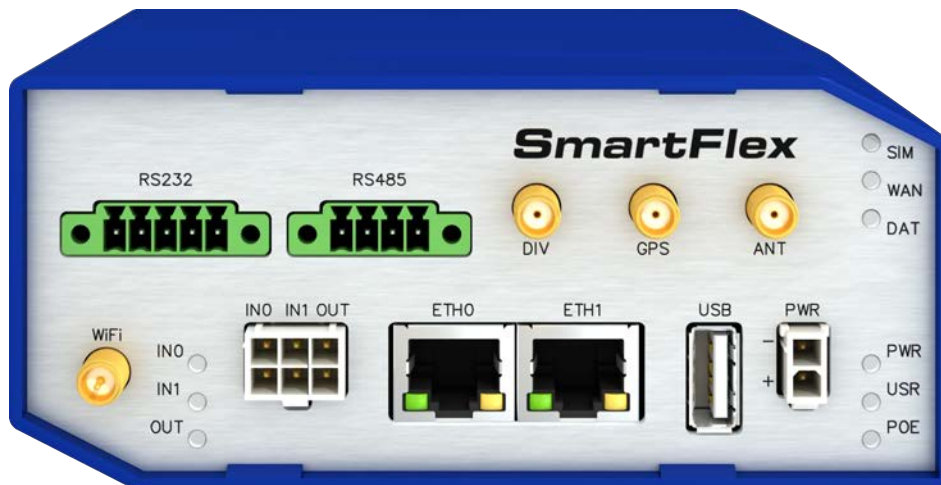 SmartFlex
SIM
WAN
DAT
RS232 RS485
DIV GPS ANT
IN0 IN1 OUT ETH0 ETH1 USB PWR
WiFi
IN0
IN1
OUT
-
+
PWR
USR
POE